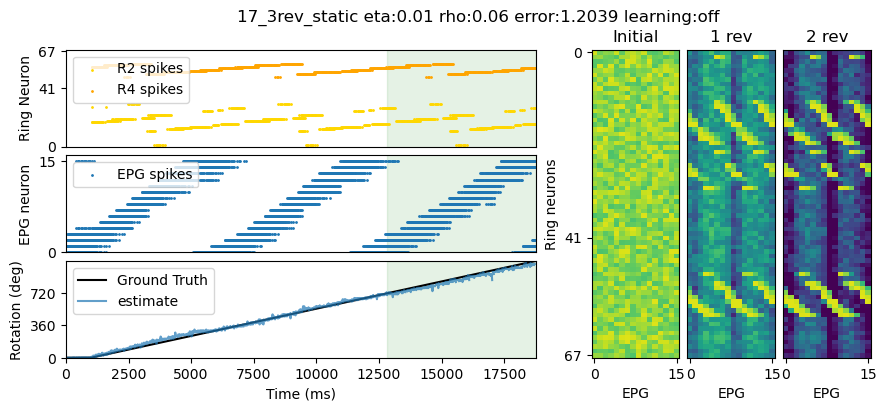 17_3rev_static eta:0.01 rho:0.06 error:1.2039 learning:off
Ring Neuron
67
41
0
R2 spikes
R4 spikes
EPG neuron
15
0
EPG spikes
Rotation (deg)
720
360
0
Ground Truth
estimate
0 2500 5000 7500 10000 12500 15000 17500
Time (ms)
Initial 1 rev 2 rev
Ring neurons
0
41
67
0 15 0 15 0 15
EPG EPG EPG